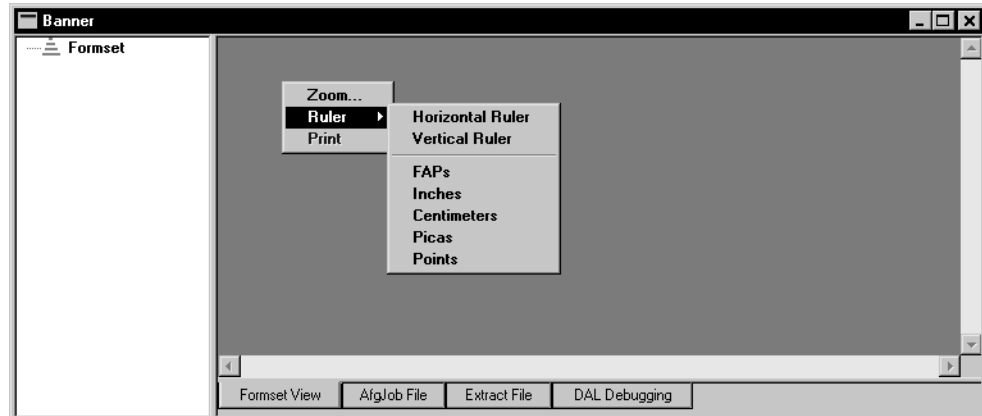 Banner
Formset
Zoom...
Ruler
Print
Horizontal Ruler
Vertical Ruler
FAPs
Inches
Centimeters
Picas
Points
Formset View
AfgJob File
Extract File
DAL Debugging